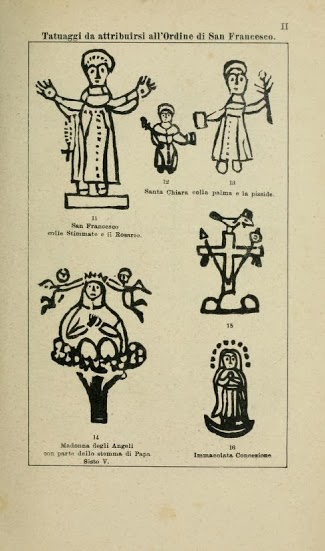 II
Tatuaggi da attribuirsi all'Ordine di San Francesco.
12
13
Santa Chiara colla palma e la pisside.
11
San Francesco
colle Stimmate e il Rosario.
15
14
Madonna degli Angeli
con parte dello stemma di Papa
Sisto V.
16
Immacolata Concezione